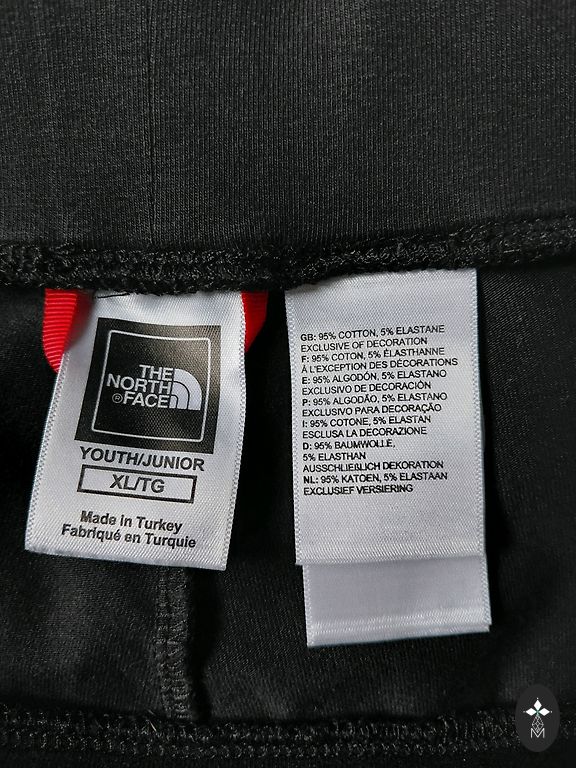 THE
NORTH
®FACE
YOUTH/JUNIOR
XL/TG
Made in Turkey
Fabriqué en Turquie
GB: 95% COTTON, 5% ELASTANE
EXCLUSIVE OF DECORATION
F: 95% COTON, 5% ÉLASTHANNE
À L'EXCEPTION DES DÉCORATIONS
E: 95% ALGODÓN, 5% ELASTANO
EXCLUSIVO DE DECORACIÓN
P: 95% ALGODÃO, 5% ELASTANO
EXCLUSIVO PARA DECORAÇÃO
I: 95% COTONE, 5% ELASTAN
ESCLUSA LA DECORAZIONE
D: 95% BAUMWOLLE,
5% ELASTHAN
AUSSCHLIEßLICH DEKORATION
NL: 95% KATOEN, 5% ELASTAAN
EXCLUSIEF VERSIERING